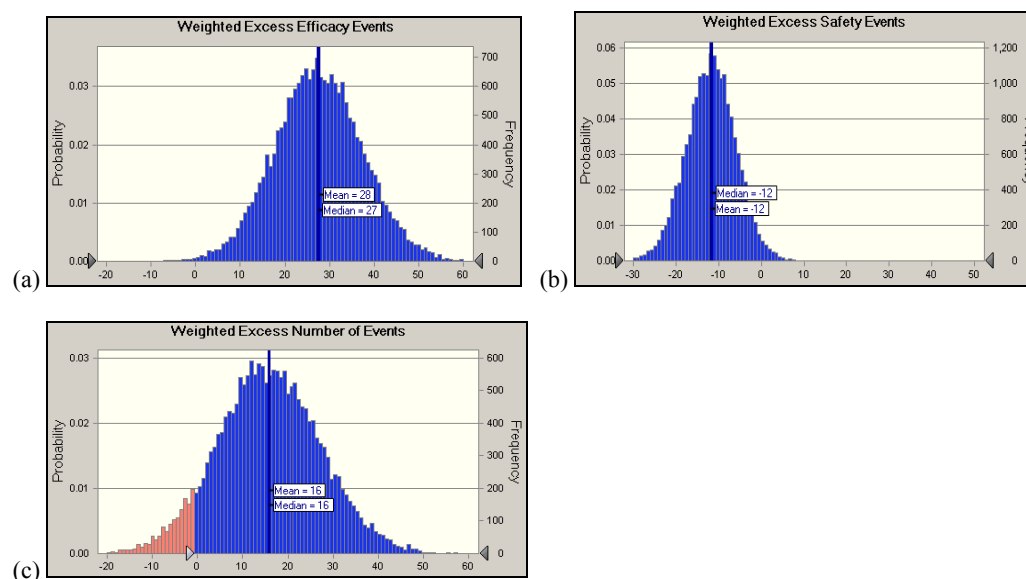 Weighted Excess Efficacy Events
0.03
0.02
0.01
0.00
Probability
700
600
500
400
300
200
100
0
Frequency
Mean = 28
Median = 27
-20 -10 0 10 20 30 40 50 60
(a)
Weighted Excess Safety Events
0.06
0.05
0.04
0.03
0.02
0.01
0.00
Probability
1,200
1,000
800
600
400
200
0
Median = -12
Mean = -12
-30 -20 -10 0 10 20 30 40 50
(b)
Weighted Excess Number of Events
0.03
0.02
0.01
0.00
Probability
600
500
400
300
200
100
0
Frequency
Mean = 16
Median = 16
-20 -10 0 10 20 30 40 50 60
(c)